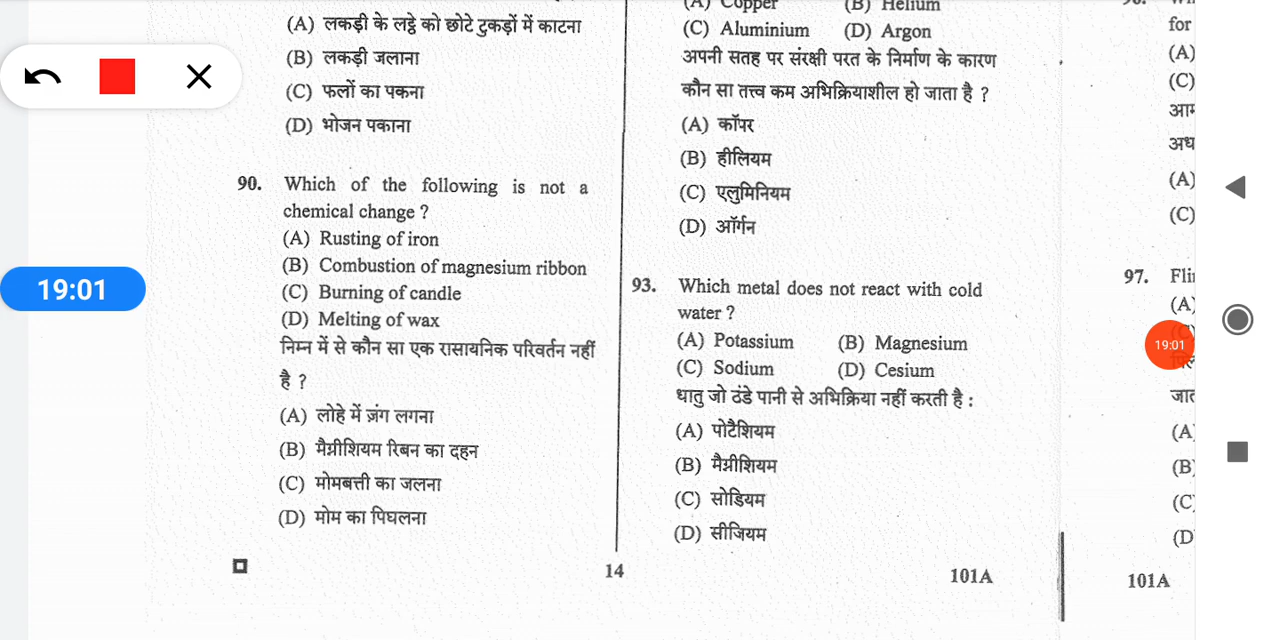 (A) लकड़ी के लट्ठे को छोटे टुकड़ों में काटना
(B) लकड़ी जलाना
(C) फलों का पकना
(D) भोजन पकाना
90. Which of the following is not a
chemical change ?
(A) Rusting of iron
(B) Combustion of magnesium ribbon
(C) Burning of candle
(D) Melting of wax
निम्न में से कौन सा एक रासायनिक परिवर्तन नहीं
है ?
(A) लोहे में ज़ंग लगना
(B) मैग्नीशियम रिबन का दहन
(C) मोमबत्ती का जलना
(D) मोम का पिघलना
14
(A) Copper (B) Helium
(C) Aluminium (D) Argon
अपनी सतह पर संरक्षी परत के निर्माण के कारण
कौन सा तत्त्व कम अभिक्रियाशील हो जाता है ?
(A) कॉपर
(B) हीलियम
(C) एलुमिनियम
(D) ऑर्गन
93. Which metal does not react with cold
water ?
(A) Potassium (B) Magnesium
(C) Sodium (D) Cesium
धातु जो ठंडे पानी से अभिक्रिया नहीं करती है :
(A) पोटैशियम
(B) मैग्नीशियम
(C) सोडियम
(D) सीजियम
101A
for
(A)
(C)
(A)
(C)
97.
(A)
(A)
(B)
(C)
(D)
101A
19:01
19:01